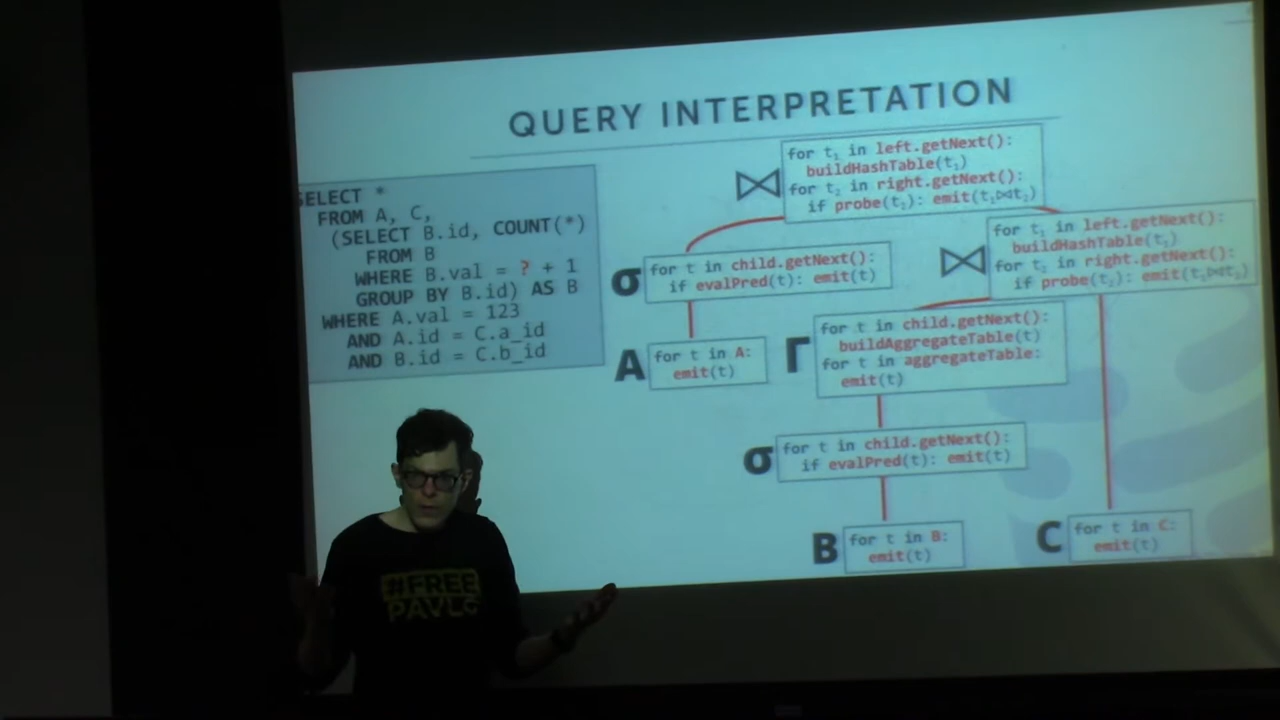 QUERY INTERPRETATION
SELECT *
FROM A, C,
(SELECT B.id, COUNT(*)
FROM B
WHERE B.val = ? + 1
GROUP BY B.id) AS B
WHERE A.val = 123
AND A.id = C.a_id
AND B.id = C.b_id
⋈
for t₁ in left.getNext():
buildHashTable(t₁)
for t₂ in right.getNext():
if probe(t₂): emit(t₁⋈t₂)
σ
for t in child.getNext():
if evalPred(t): emit(t)
⋈
for t₁ in left.getNext():
buildHashTable(t₁)
for t₂ in right.getNext():
if probe(t₂): emit(t₁⋈t₂)
A
for t in A:
emit(t)
Γ
for t in child.getNext():
buildAggregateTable(t)
for t in aggregateTable:
emit(t)
σ
for t in child.getNext():
if evalPred(t): emit(t)
B
for t in B:
emit(t)
C
for t in C:
emit(t)
#FREE
PAVLO